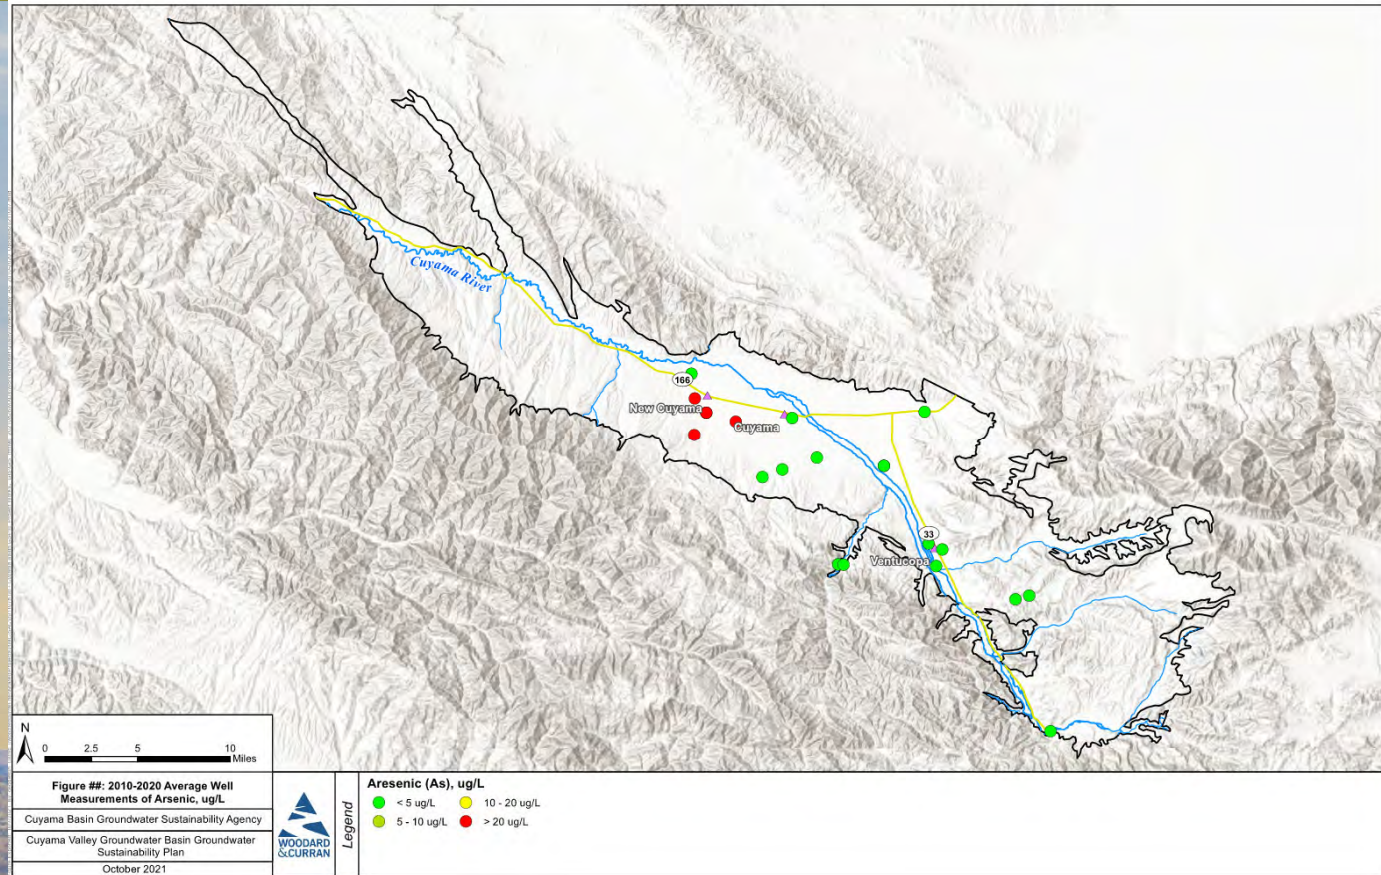 Cuyama River
166
New Cuyama
Cuyama
33
Ventucopa
N
0 2.5 5 10
Miles
Figure ##: 2010-2020 Average Well
Measurements of Arsenic, ug/L
Cuyama Basin Groundwater Sustainability Agency
Cuyama Valley Groundwater Basin Groundwater
Sustainability Plan
October 2021
WOODARD
&CURRAN
Legend
Aresenic (As), ug/L
< 5 ug/L
10 - 20 ug/L
5 - 10 ug/L
> 20 ug/L